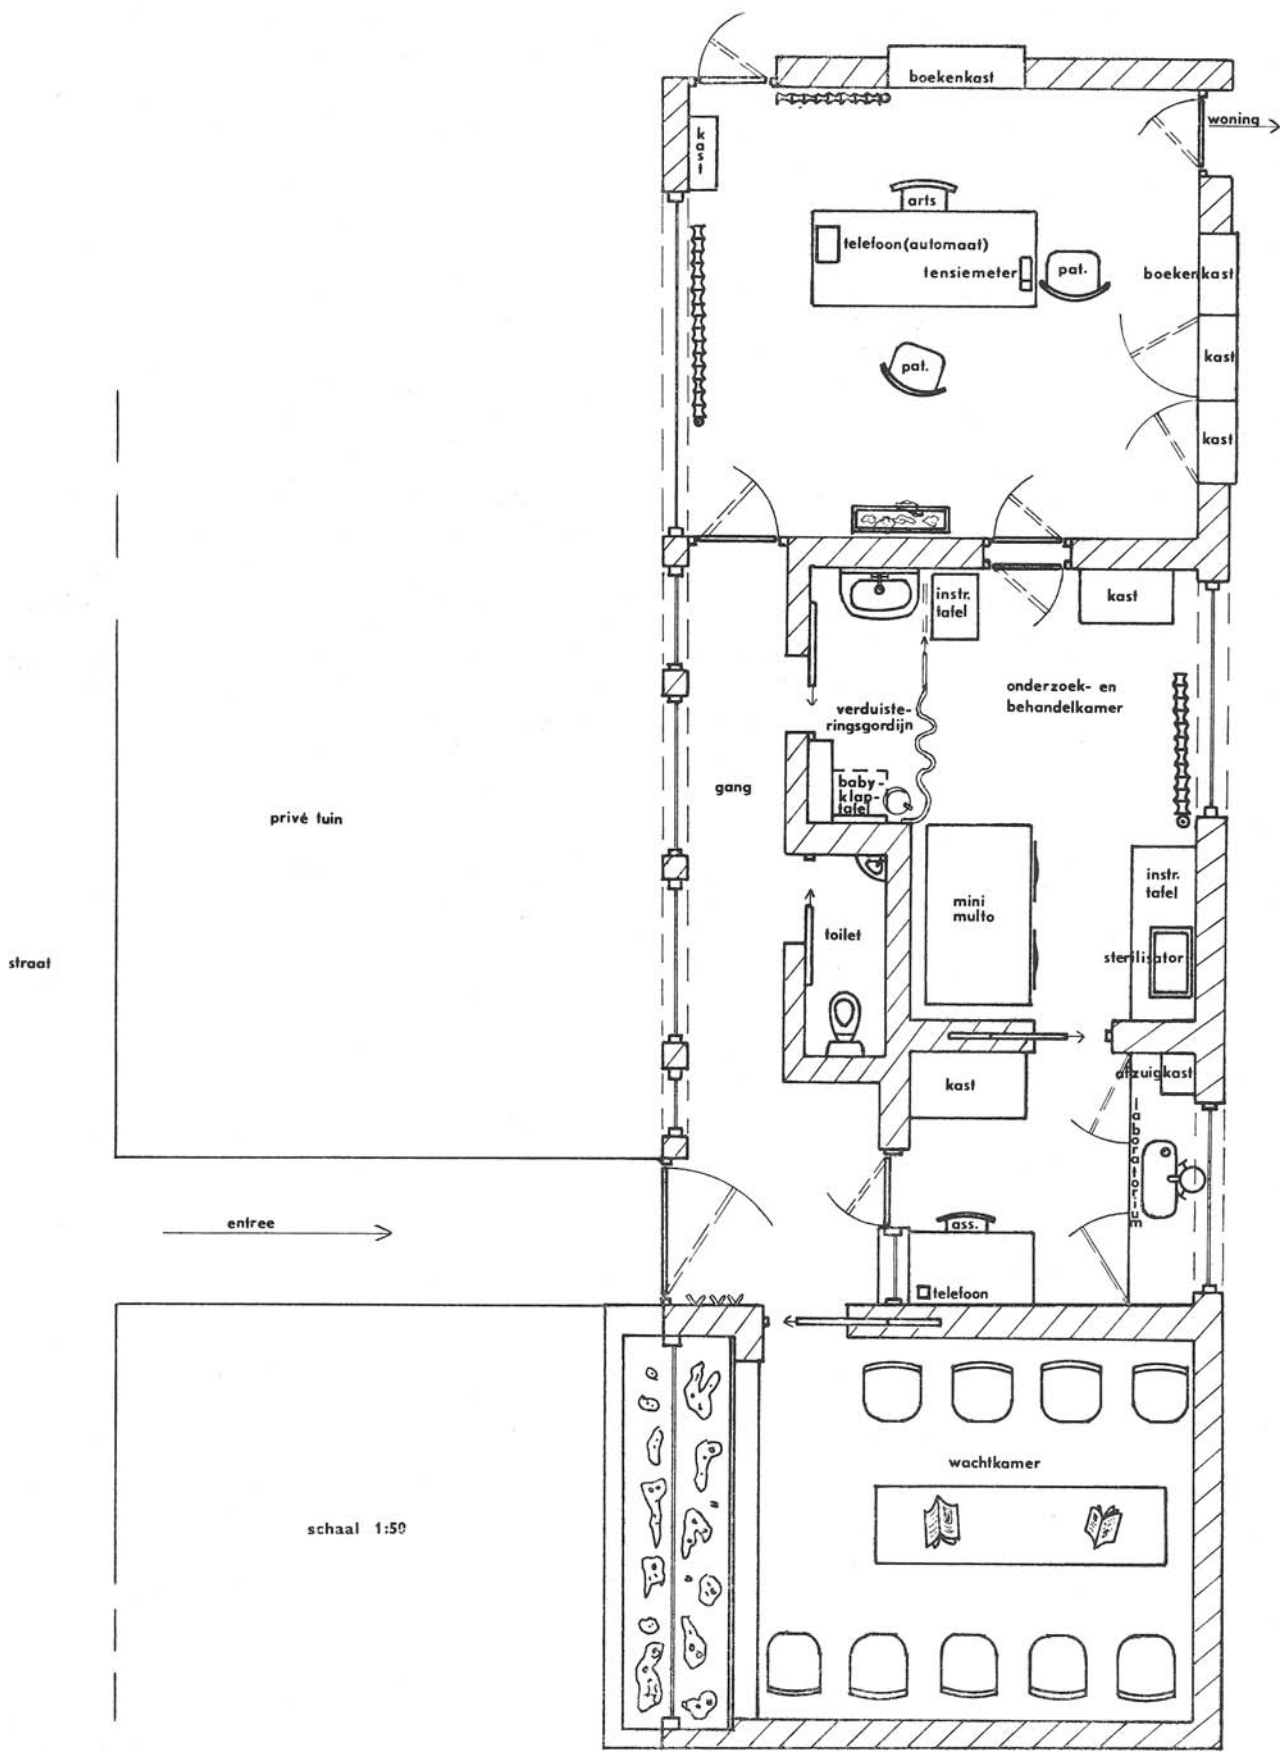 boekenkast
woning
kast
arts
telefoon(automaat)
tensiemeter
pat.
boekenkast
pat.
kast
kast
instr.
tafel
kast
onderzoek- en
behandelkamer
verduiste-
ringsgordijn
gang
baby-
klap-
tafel
privé tuin
instr.
tafel
mini
multo
toilet
sterilisator
straat
afzuigkast
kast
laboratorium
entree
ass.
telefoon
wachtkamer
schaal 1:50